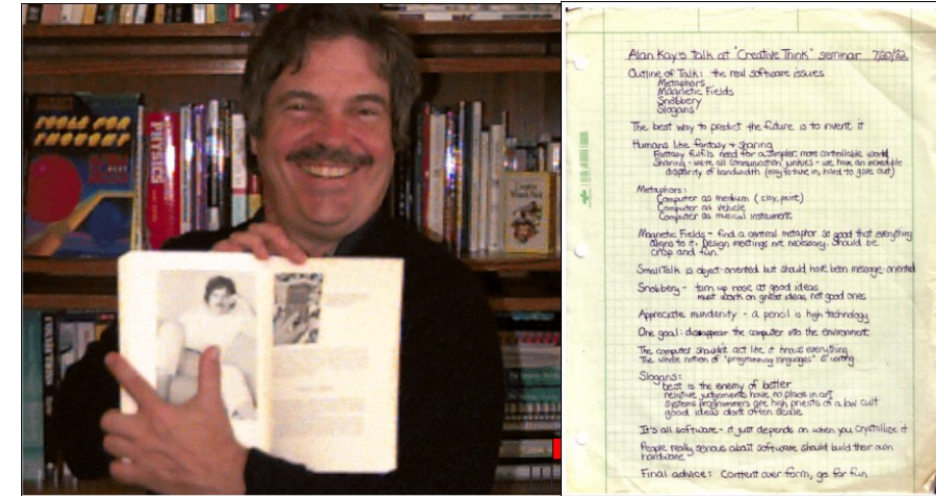 TOOLS FOR
THOUGHT
PHYSICS
Alan Kay's Talk at "Creative Think" seminar 7/20/82
Outline of Talk: the real software issues
Metaphors
Magnetic Fields
Snobbery
Slogans
The best way to predict the future is to invent it
Humans like fantasy + sharing
Fantasy fulfils need for a simpler, more controllable world
Sharing - we're all communication junkies - we have an incredible
disparity of bandwidth (easy to take in, hard to give out)
Metaphors:
Computer as medium (clay, paint)
Computer as vehicle
Computer as musical instrument
Magnetic Fields - find a central metaphor so good that everything
aligns to it. Design meetings not necessary. Should be
crisp and fun.
SmallTalk is object-oriented but should have been message-oriented
Snobbery - turn up nose at good ideas
must work on great ideas, not good ones
Appreciate mundanity - a pencil is high technology
One goal: disappear the computer into the environment
The computer shouldn't act like it knows everything
The whole notion of "programming languages" is wrong
Slogans:
best is the enemy of better
relative judgements have no place in art
systems programmers are high priests of a low cult
good ideas don't often scale
It's all software - it just depends on when you crystallize it
People really serious about software should build their own
hardware
Final advice: Content over form, go for fun